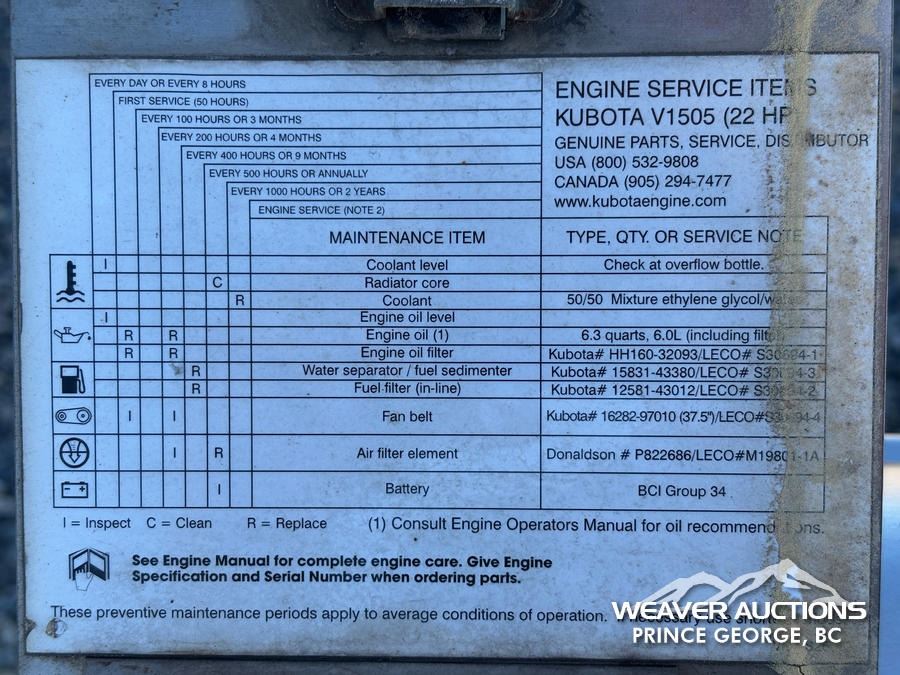 EVERY DAY OR EVERY 8 HOURS
FIRST SERVICE (50 HOURS)
EVERY 100 HOURS OR 3 MONTHS
EVERY 200 HOURS OR 4 MONTHS
EVERY 400 HOURS OR 9 MONTHS
EVERY 500 HOURS OR ANNUALLY
EVERY 1000 HOURS OR 2 YEARS
ENGINE SERVICE (NOTE 2)
ENGINE SERVICE ITEMS
KUBOTA V1505 (22 HP
GENUINE PARTS, SERVICE, DISTRIBUTOR
USA (800) 532-9808
CANADA (905) 294-7477
www.kubotaengine.com
MAINTENANCE ITEM TYPE, QTY. OR SERVICE NOTE
I Coolant level Check at overflow bottle.
C Radiator core
R Coolant 50/50 Mixture ethylene glycol/
I Engine oil level
R R Engine oil (1) 6.3 quarts, 6.0L (including
R R Engine oil filter Kubota# HH160-32093/LECO#
R Water separator / fuel sedimenter Kubota# 15831-43380/LECO#
R Fuel filter (in-line) Kubota# 12581-43012/LECO#
I I Fan belt Kubota# 16282-97010 (37.5")/LECO#
I R Air filter element Donaldson # P822686/LECO#
I Battery BCI Group 34
I = Inspect C = Clean R = Replace (1) Consult Engine Operators Manual for oil
See Engine Manual for complete engine care. Give Engine
Specification and Serial Number when ordering parts.
These preventive maintenance periods apply to average conditions of operation.
WEAVER AUCTIONS
PRINCE GEORGE, BC